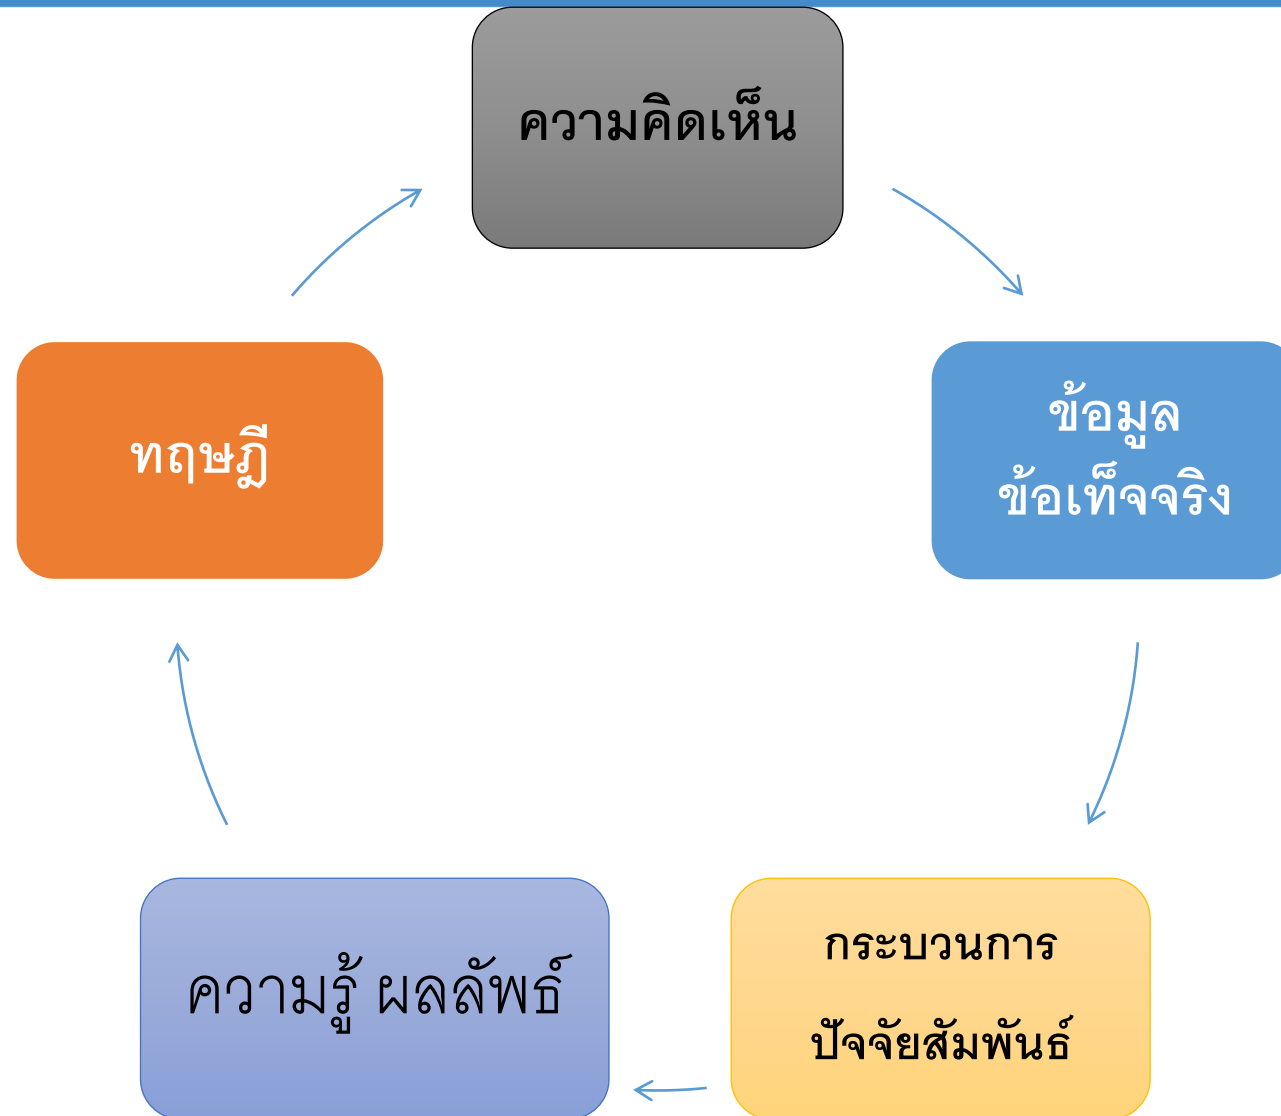 ความคิดเห็น
ข้อมูล
ข้อเท็จจริง
กระบวนการ
ปัจจัยสัมพันธ์
ความรู้ ผลลัพธ์
ทฤษฎี